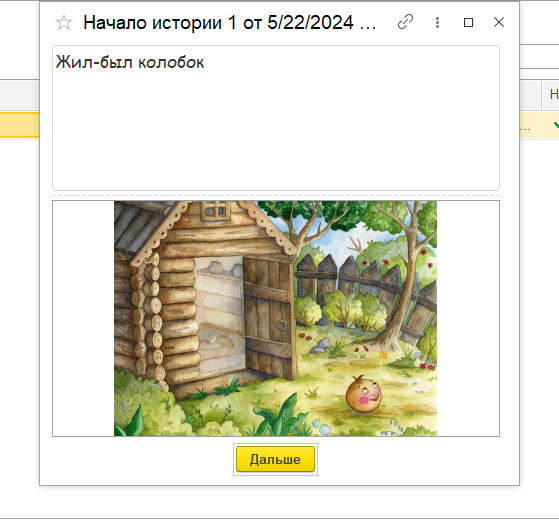 Начало истории 1 от 5/22/2024 ...
Жил-был колобок
Н
...
Дальше